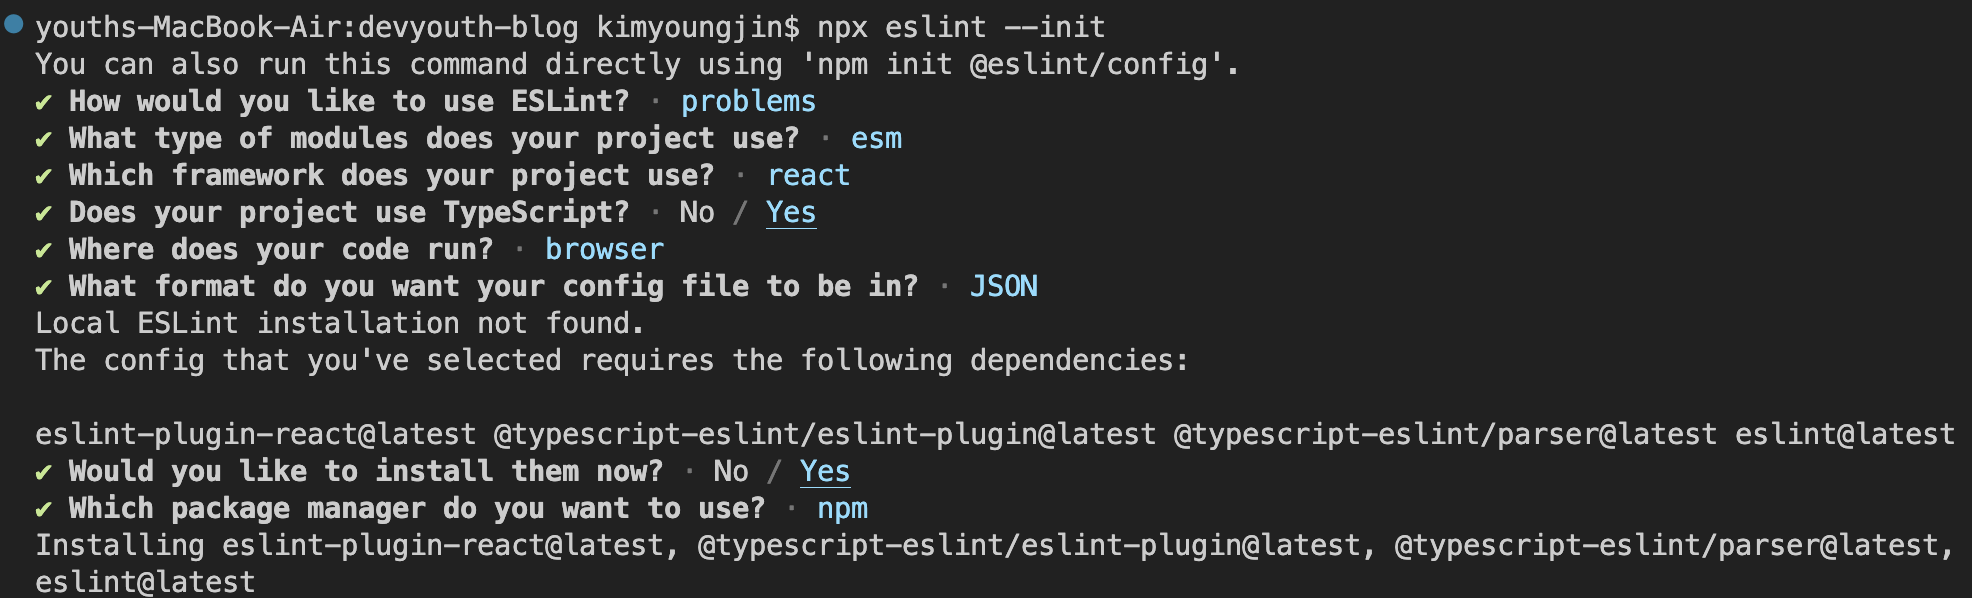 youths-MacBook-Air:devyouth-blog kimyoungjin$ npx eslint --init
You can also run this command directly using 'npm init @eslint/config'.
✔ How would you like to use ESLint? · problems
✔ What type of modules does your project use? · esm
✔ Which framework does your project use? · react
✔ Does your project use TypeScript? · No / Yes
✔ Where does your code run? · browser
✔ What format do you want your config file to be in? · JSON
Local ESLint installation not found.
The config that you've selected requires the following dependencies:
eslint-plugin-react@latest @typescript-eslint/eslint-plugin@latest @typescript-eslint/parser@latest eslint@latest
✔ Would you like to install them now? · No / Yes
✔ Which package manager do you want to use? · npm
Installing eslint-plugin-react@latest, @typescript-eslint/eslint-plugin@latest, @typescript-eslint/parser@latest,
eslint@latest